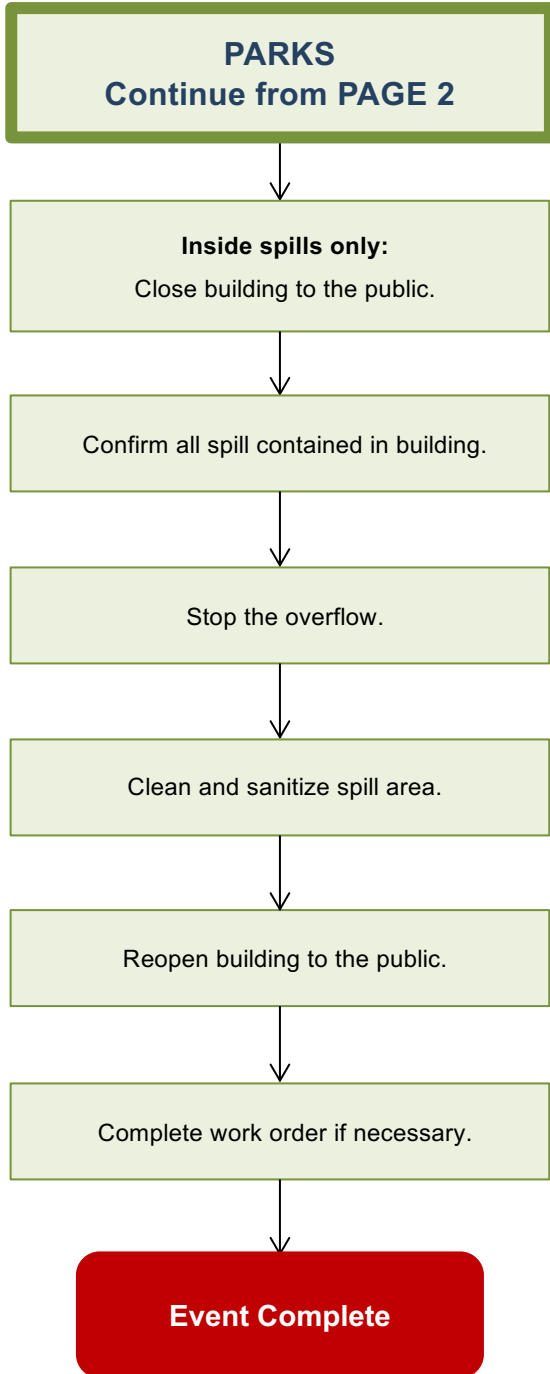 PARKS
Continue from PAGE 2
Inside spills only:
Close building to the public.
Confirm all spill contained in building.
Stop the overflow.
Clean and sanitize spill area.
Reopen building to the public.
Complete work order if necessary.
Event Complete